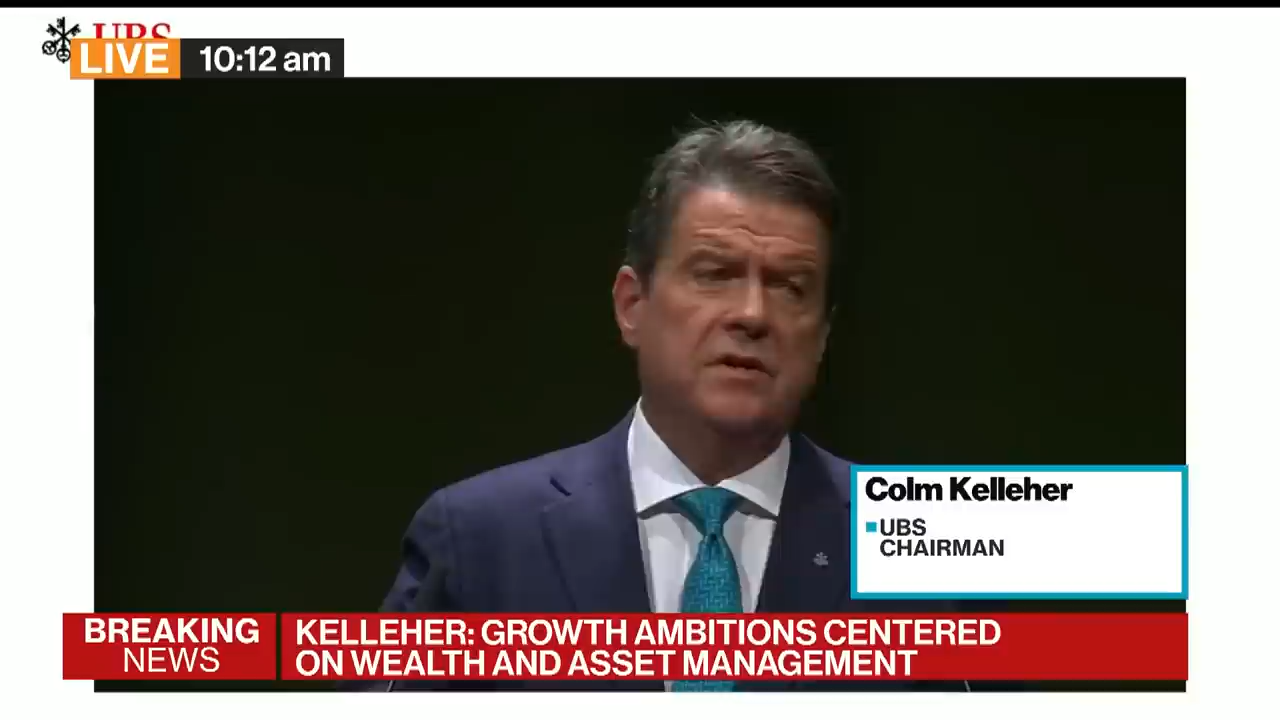 UBS
LIVE 10:12 am
Colm Kelleher
UBS
CHAIRMAN
BREAKING
NEWS
KELLEHER: GROWTH AMBITIONS CENTERED
ON WEALTH AND ASSET MANAGEMENT